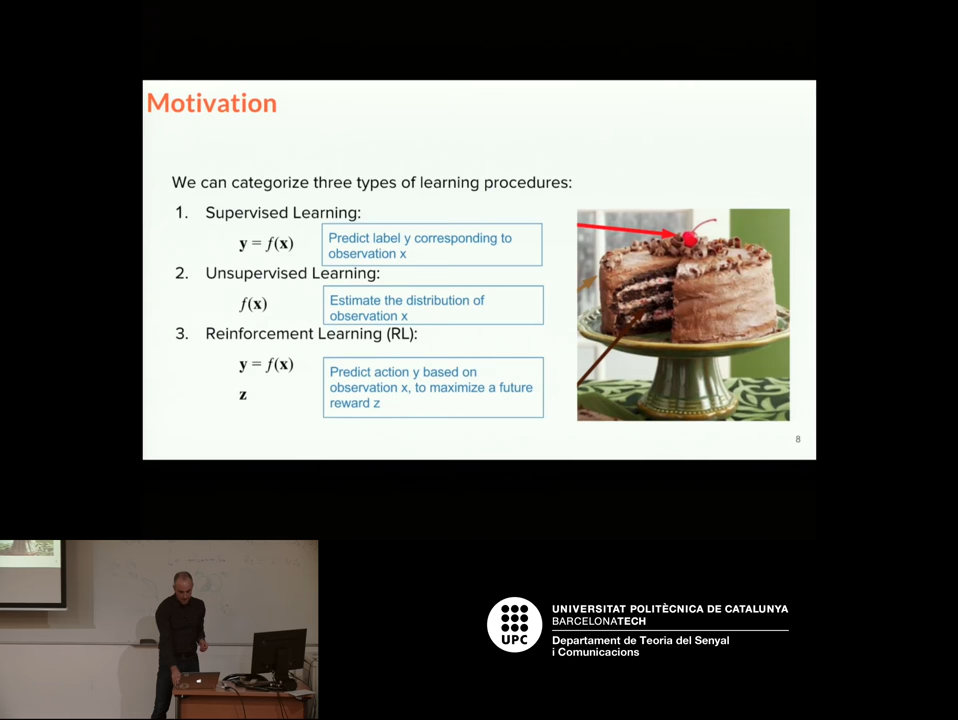 Motivation
We can categorize three types of learning procedures:
1. Supervised Learning:
y = f(x)
Predict label y corresponding to
observation x
2. Unsupervised Learning:
f(x)
Estimate the distribution of
observation x
3. Reinforcement Learning (RL):
y = f(x)
z
Predict action y based on
observation x, to maximize a future
reward z
8
UPC
UNIVERSITAT POLITÈCNICA DE CATALUNYA
BARCELONATECH
Departament de Teoria del Senyal
i Comunicacions